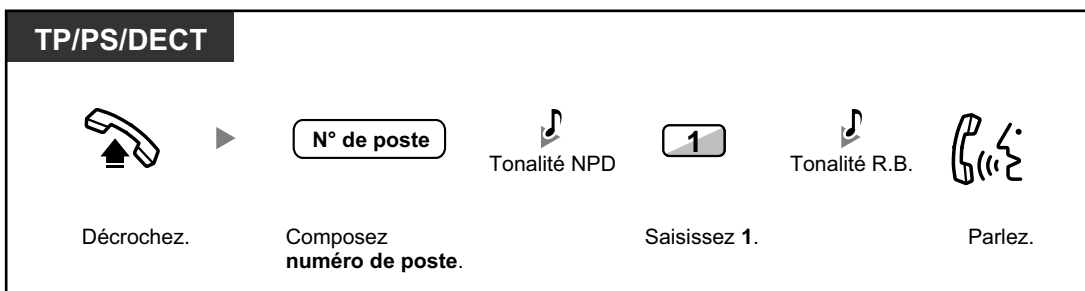 TP/PS/DECT
N° de poste
1
Tonalité NPD
Tonalité R.B.
Décrochez.
Composez
numéro de poste.
Saisissez 1.
Parlez.